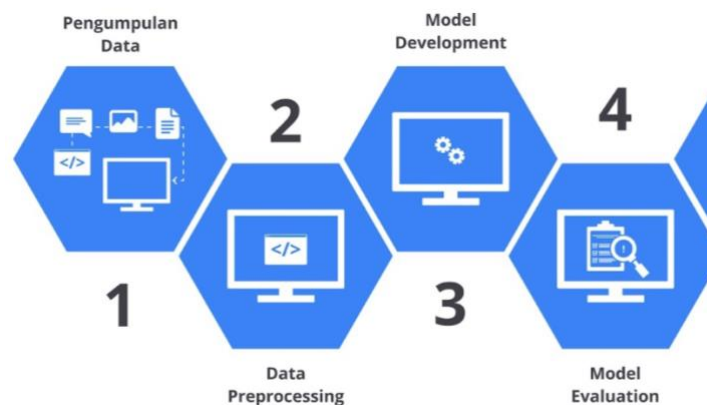 Pengumpulan
Data
1
2
Data
Preprocessing
Model
Development
3
4
Model
Evaluation
</>
</>